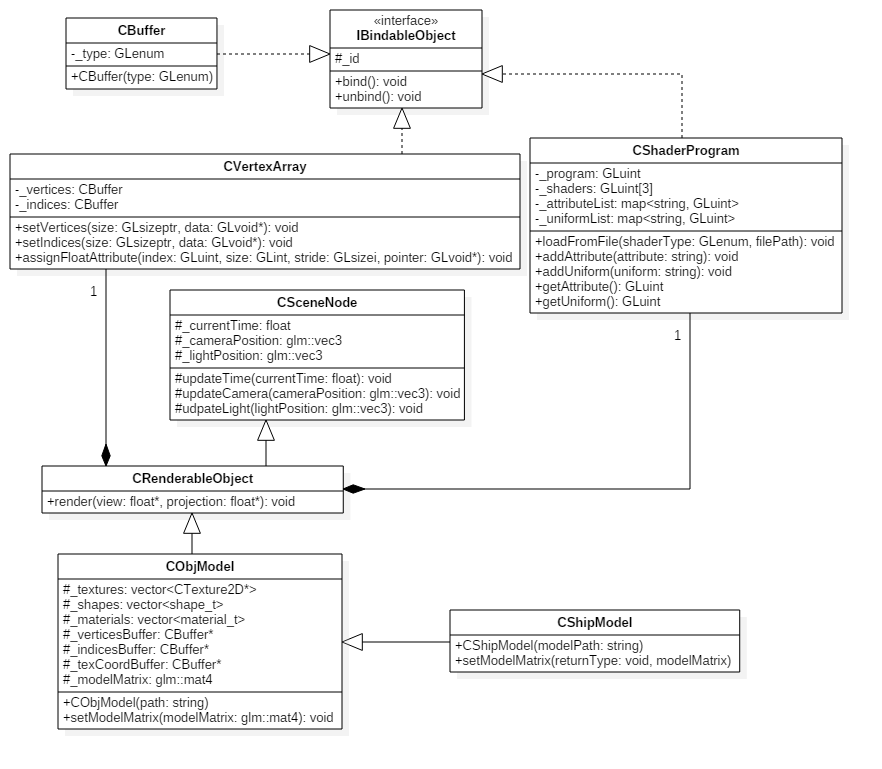 CBuffer
-_type: GLenum
+CBuffer(type: GLenum)
«interface»
IBindableObject
#_id
+bind(): void
+unbind(): void
CVertexArray
-_vertices: CBuffer
-_indices: CBuffer
+setVertices(size: GLsizeptr, data: GLvoid*): void
+setIndices(size: GLsizeptr, data: GLvoid*): void
+assignFloatAttribute(index: GLuint, size: GLint, stride: GLsizei, pointer: GLvoid*): void
CShaderProgram
-_program: GLuint
-_shaders: GLuint[3]
-_attributeList: map<string, GLuint>
-_uniformList: map<string, GLuint>
+loadFromFile(shaderType: GLenum, filePath): void
+addAttribute(attribute: string): void
+addUniform(uniform: string): void
+getAttribute(): GLuint
+getUniform(): GLuint
1
1
CSceneNode
#_currentTime: float
#_cameraPosition: glm::vec3
#_lightPosition: glm::vec3
#updateTime(currentTime: float): void
#updateCamera(cameraPosition: glm::vec3): void
#udpateLight(lightPosition: glm::vec3): void
CRenderableObject
+render(view: float*, projection: float*): void
CObjModel
#_textures: vector<CTexture2D*>
#_shapes: vector<shape_t>
#_materials: vector<material_t>
#_verticesBuffer: CBuffer*
#_indicesBuffer: CBuffer*
#_texCoordBuffer: CBuffer*
#_modelMatrix: glm::mat4
+CObjModel(path: string)
+setModelMatrix(modelMatrix: glm::mat4): void
CShipModel
+CShipModel(modelPath: string)
+setModelMatrix(returnType: void, modelMatrix)